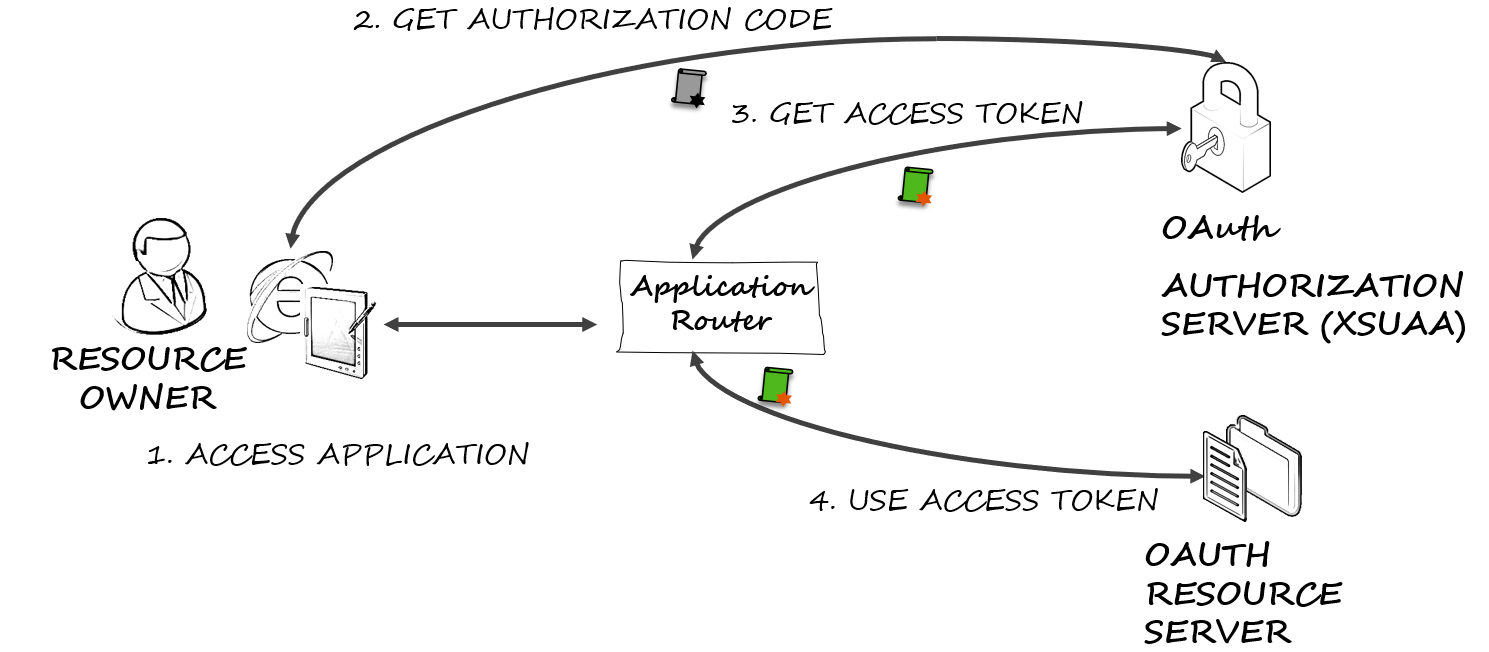 2. GET AUTHORIZATION CODE
3. GET ACCESS TOKEN
OAuth
AUTHORIZATION
SERVER (XSUAA)
Application
Router
RESOURCE
OWNER
1. ACCESS APPLICATION
4. USE ACCESS TOKEN
OAUTH
RESOURCE
SERVER